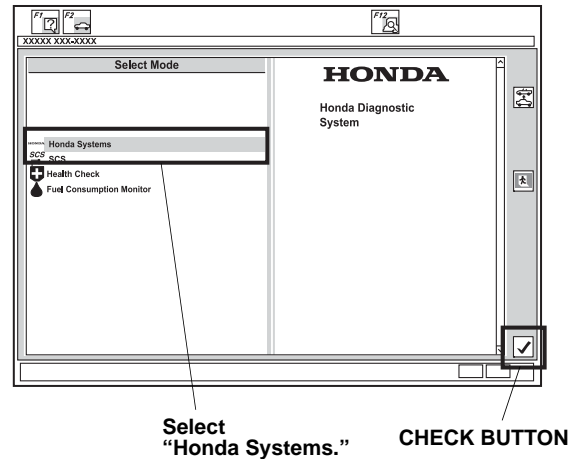 F1 F2 F12
XXXXX XXX-XXXX
Select Mode
HONDA
Honda Diagnostic
System
HONDA Honda Systems
SCS SCS
Health Check
Fuel Consumption Monitor
Select
“Honda Systems.”
CHECK BUTTON